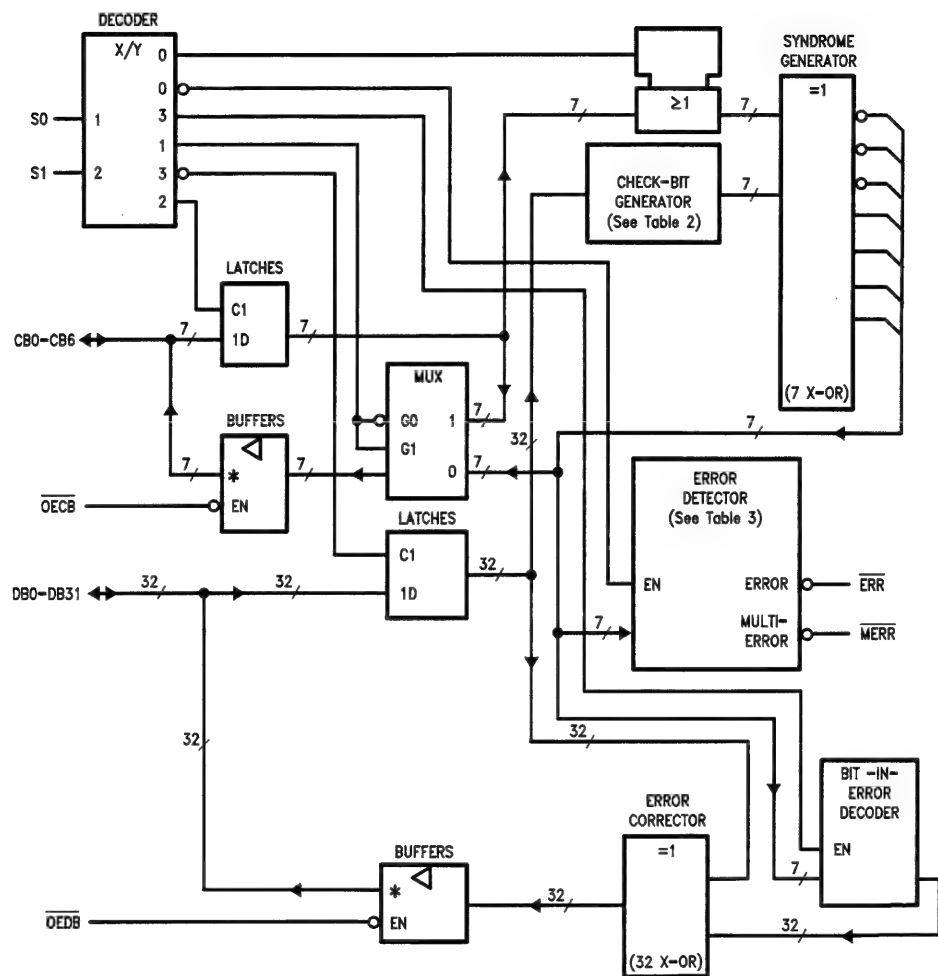 DECODER
X/Y
0
0
3
1
3
2
S0
1
S1
2
≥1
7
7
SYNDROME
GENERATOR
=1
(7 X-OR)
CHECK-BIT
GENERATOR
(See Table 2)
7
LATCHES
C1
1D
7
7
CB0-CB6
MUX
G0
G1
1
0
7
7
32
7
BUFFERS
*
EN
7
7
OECB
LATCHES
C1
1D
32
DB0-DB31
32
32
ERROR
DETECTOR
(See Table 3)
EN
ERROR
MULTI-
ERROR
ERR
MERR
7
32
32
BIT -IN-
ERROR
DECODER
EN
7
ERROR
CORRECTOR
=1
(32 X-OR)
32
32
BUFFERS
*
EN
OEDB